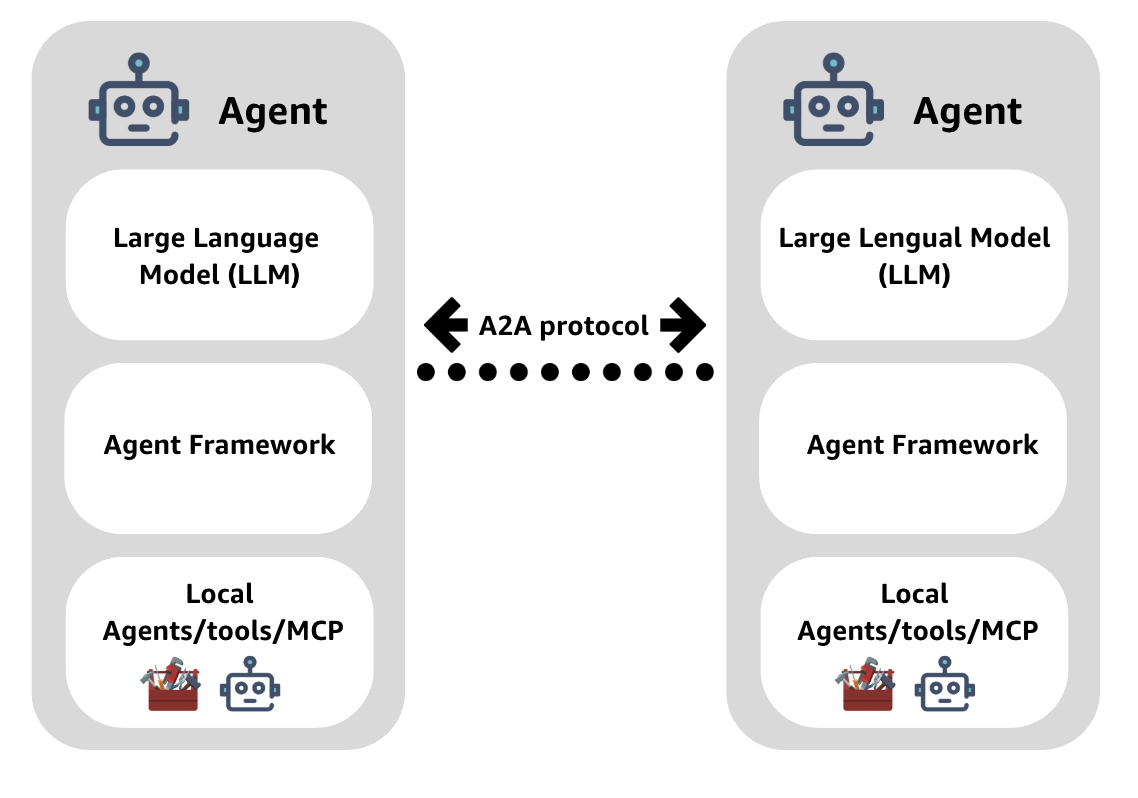 Agent
Large Language
Model (LLM)
Agent Framework
Local
Agents/tools/MCP
A2A protocol
Agent
Large Lengual Model
(LLM)
Agent Framework
Local
Agents/tools/MCP